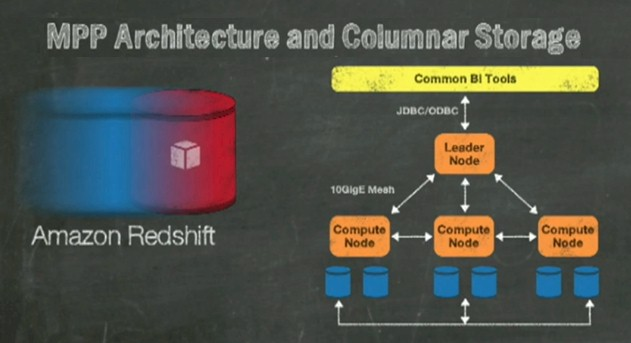 MPP Architecture and Columnar Storage
Common BI Tools
JDBC/ODBC
Leader
Node
10GigE Mesh
Compute
Node
Compute
Node
Compute
Node
Amazon Redshift